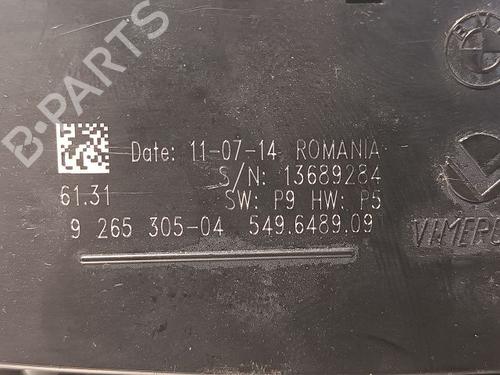 B-PARTS
BMW
Date: 11-07-14 ROMANIA
S/N: 13689284
61.31
SW: P9 HW: P5
9 265 305-04 549.6489.09